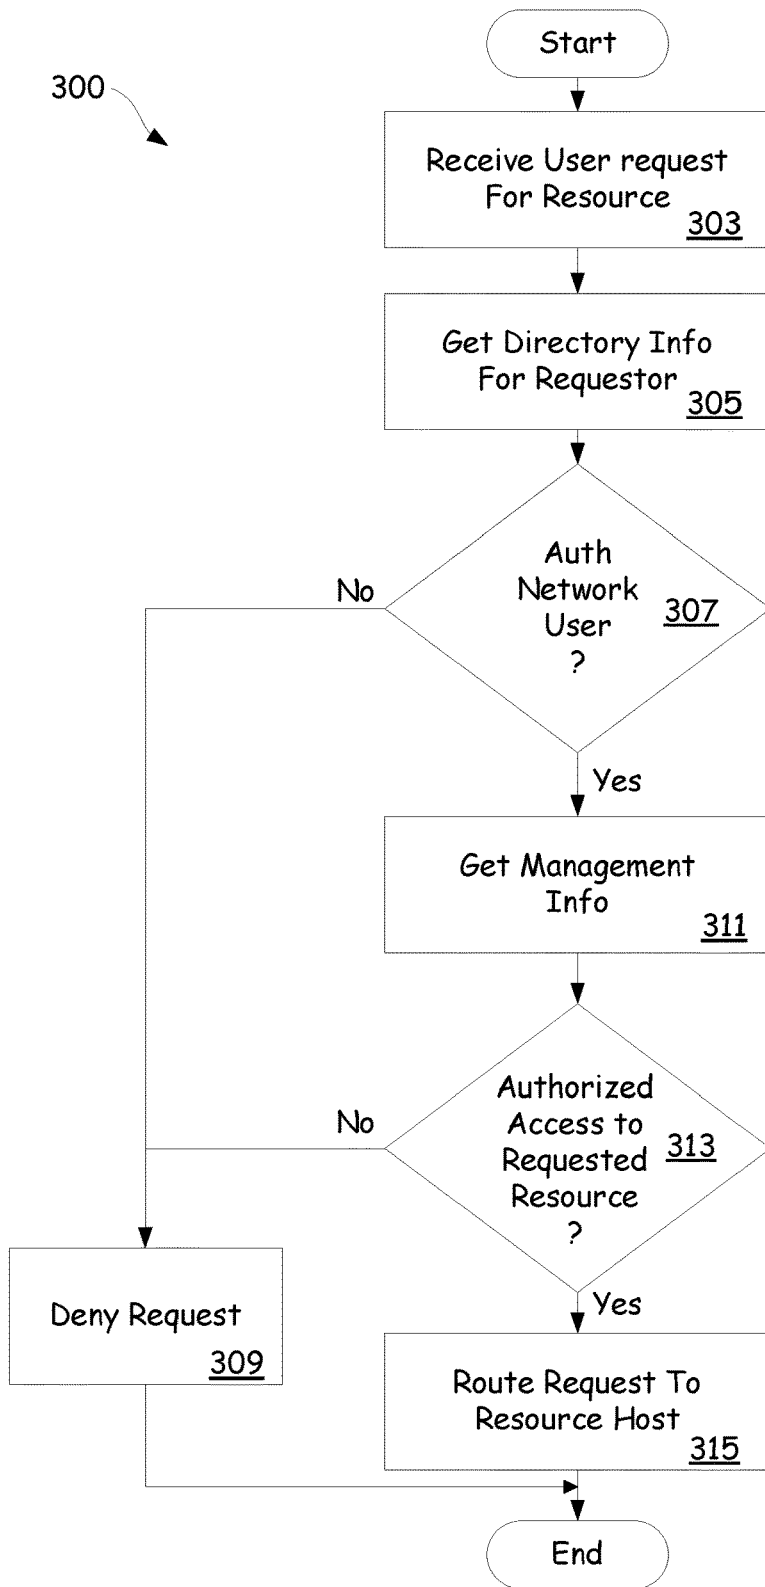 Start
300
Receive User request
For Resource
303
Get Directory Info
For Requestor
305
Auth
Network
User
?
307
No
Yes
Get Management
Info
311
Authorized
Access to
Requested
Resource
?
313
No
Yes
Deny Request
309
Route Request To
Resource Host
315
End